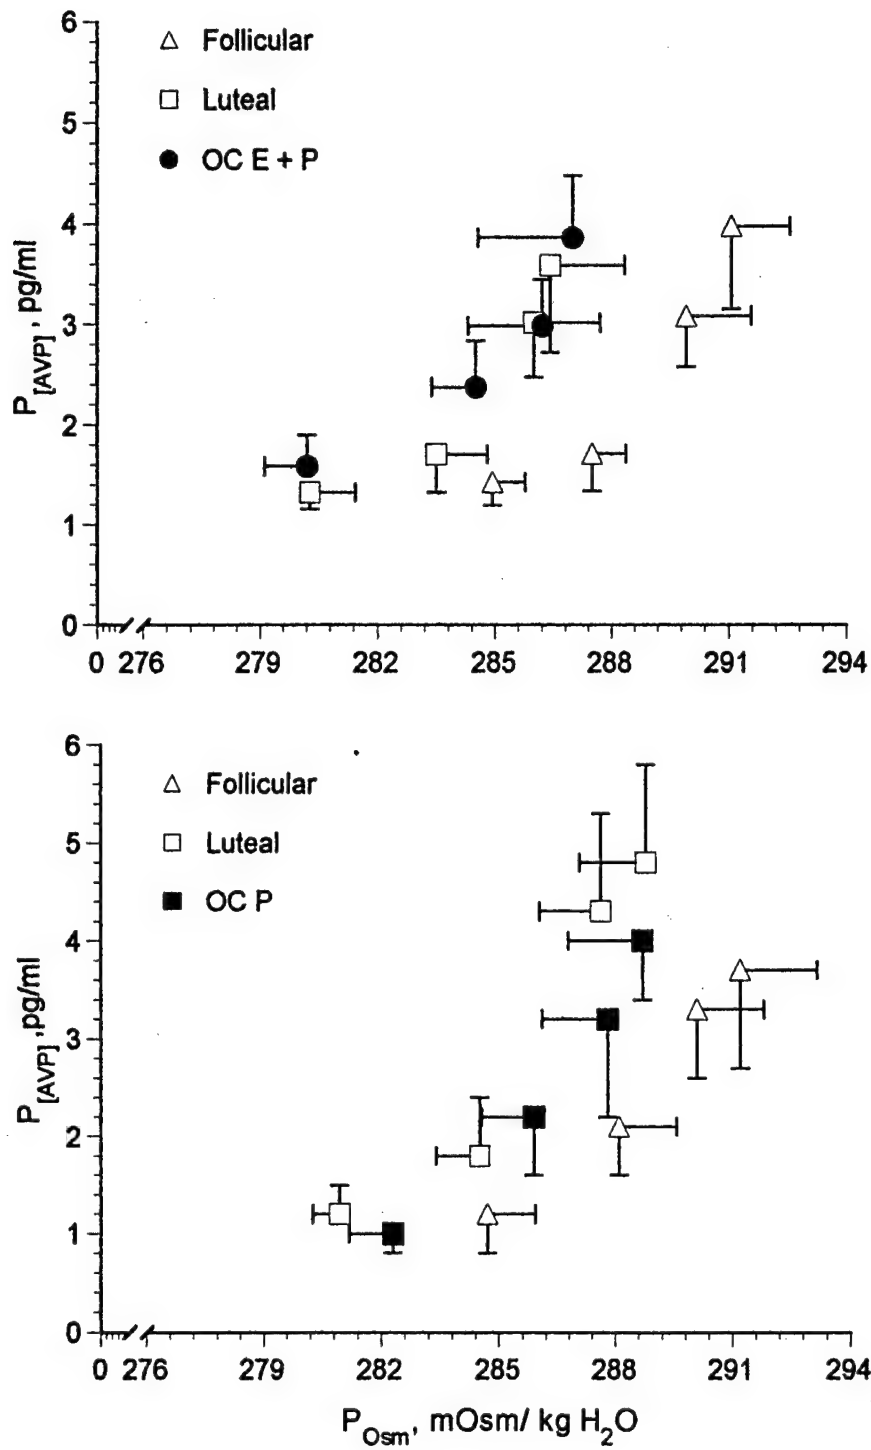 6
Follicular
Luteal
5
OC E + P
4
P[AVP], pg/ml
3
2
1
0
0 276 279 282 285 288 291 294
6
Follicular
5
Luteal
OC P
4
P[AVP],pg/ml
3
2
1
0
0 276 279 282 285 288 291 294
POsm, mOsm/ kg H2O